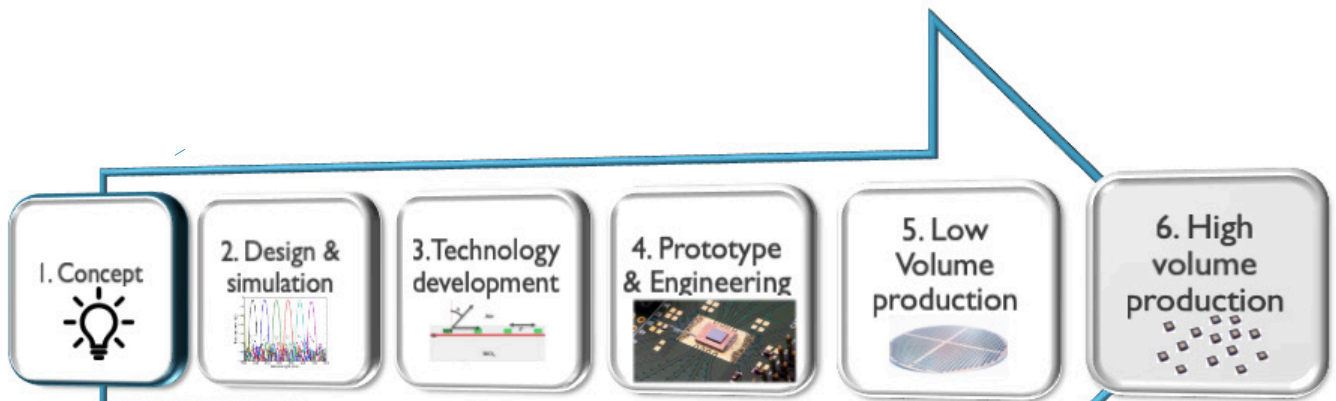 1. Concept
2. Design &
simulation
3.Technology
development
4. Prototype
& Engineering
5. Low
Volume
production
6. High
volume
production